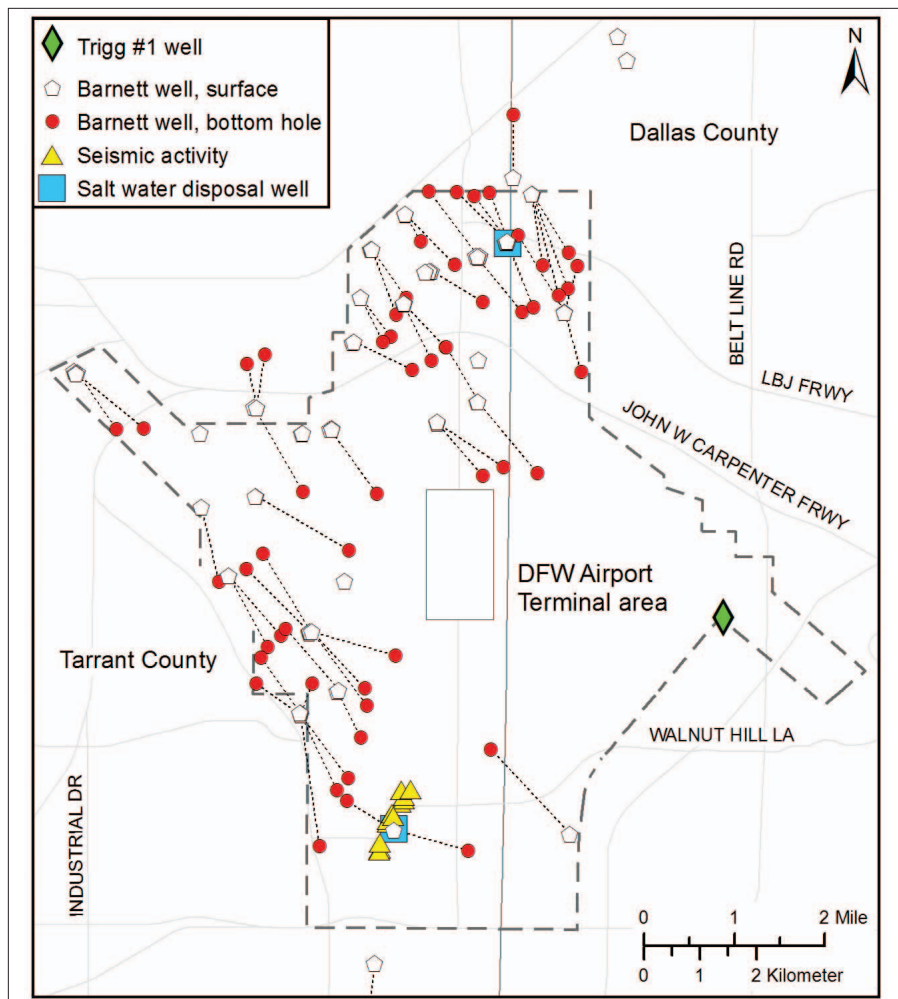 Trigg #1 well
Barnett well, surface
Barnett well, bottom hole
Seismic activity
Salt water disposal well
N
Dallas County
BELT LINE RD
LBJ FRWY
JOHN W CARPENTER FRWY
DFW Airport
Terminal area
Tarrant County
WALNUT HILL LA
INDUSTRIAL DR
0 1 2 Mile
0 1 2 Kilometer